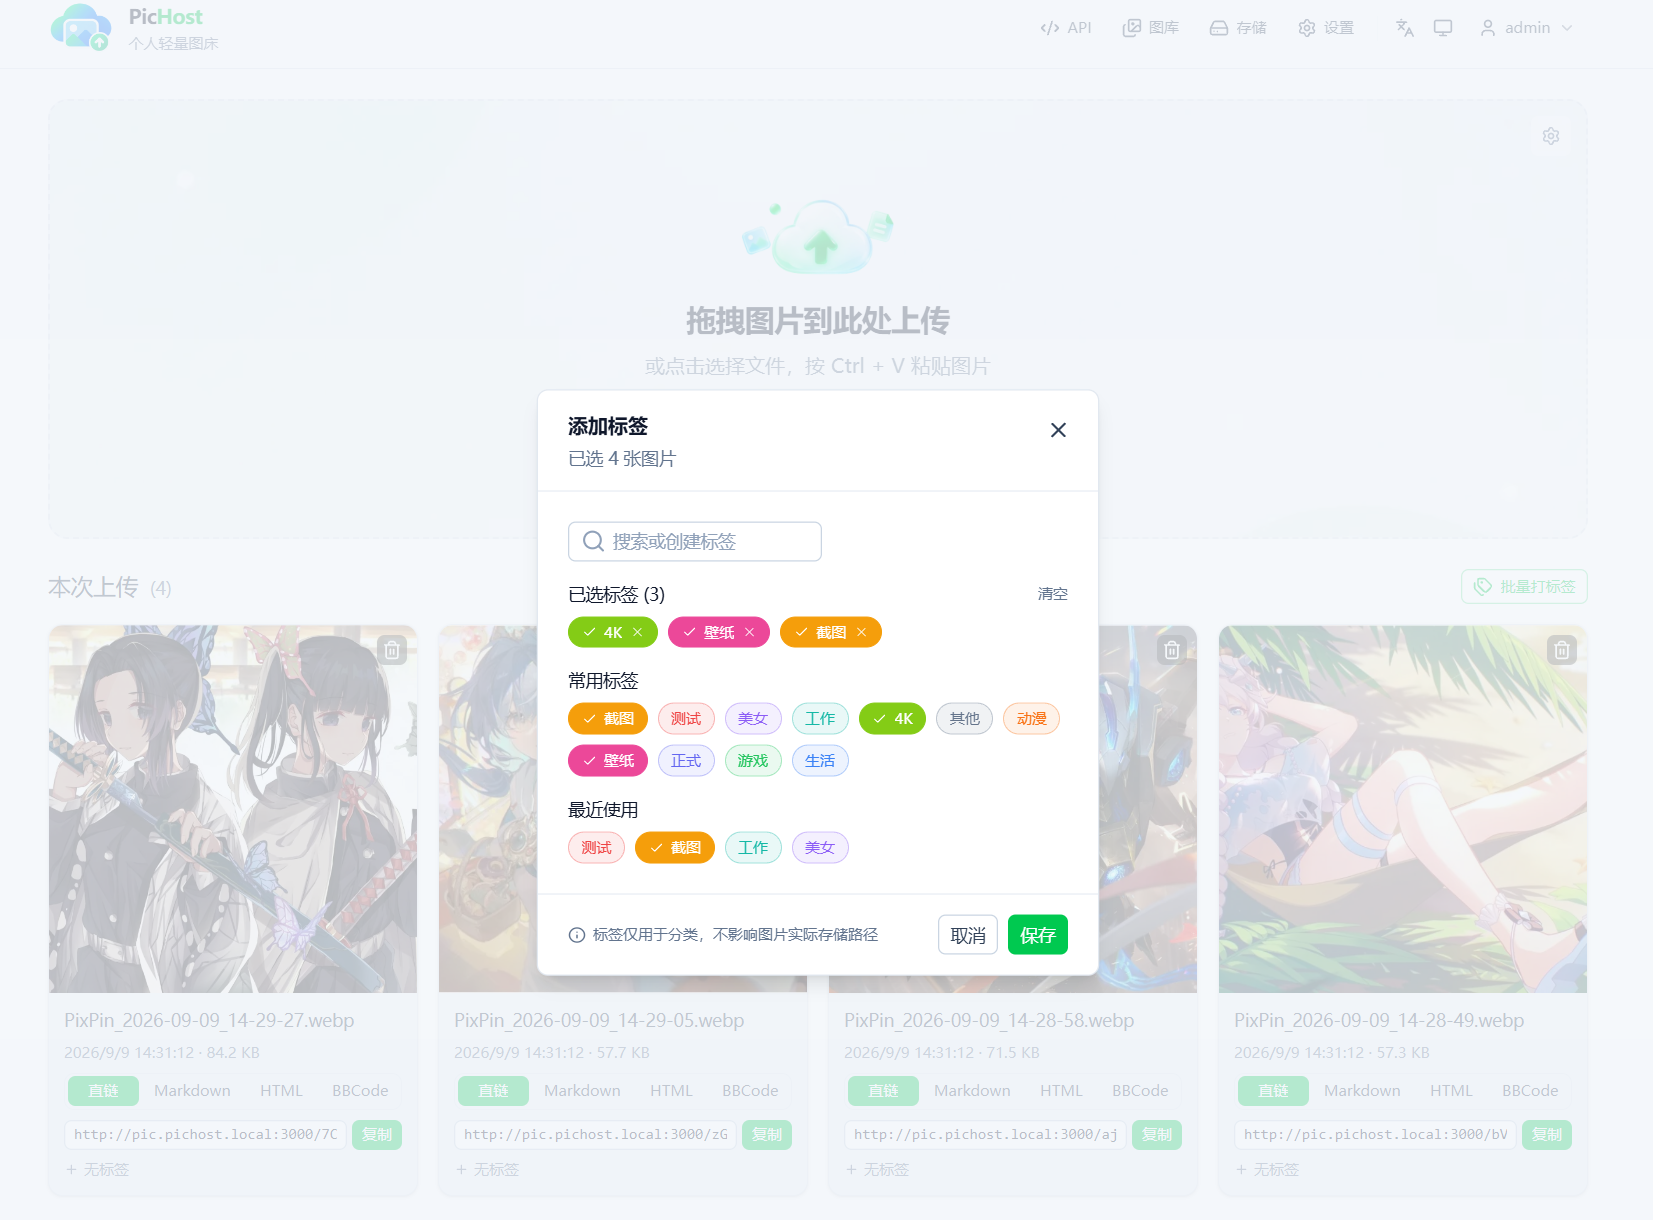 PicHost
个人轻量图床
API
图库
存储
设置
admin
拖拽图片到此处上传
或点击选择文件，按 Ctrl + V 粘贴图片
添加标签
已选 4 张图片
搜索或创建标签
已选标签 (3)
清空
4K
壁纸
截图
常用标签
截图 测试 美女 工作 4K 其他 动漫
壁纸 正式 游戏 生活
最近使用
测试 截图 工作 美女
标签仅用于分类，不影响图片实际存储路径
取消
保存
本次上传 (4)
批量打标签
PixPin_2026-09-09_14-29-27.webp
2026/9/9 14:31:12 · 84.2 KB
直链 Markdown HTML BBCode
http://pic.pichost.local:3000/7C
复制
+ 无标签
PixPin_2026-09-09_14-29-05.webp
2026/9/9 14:31:12 · 57.7 KB
直链 Markdown HTML BBCode
http://pic.pichost.local:3000/zG
复制
+ 无标签
PixPin_2026-09-09_14-28-58.webp
2026/9/9 14:31:12 · 71.5 KB
直链 Markdown HTML BBCode
http://pic.pichost.local:3000/aj
复制
+ 无标签
PixPin_2026-09-09_14-28-49.webp
2026/9/9 14:31:12 · 57.3 KB
直链 Markdown HTML BBCode
http://pic.pichost.local:3000/bV
复制
+ 无标签